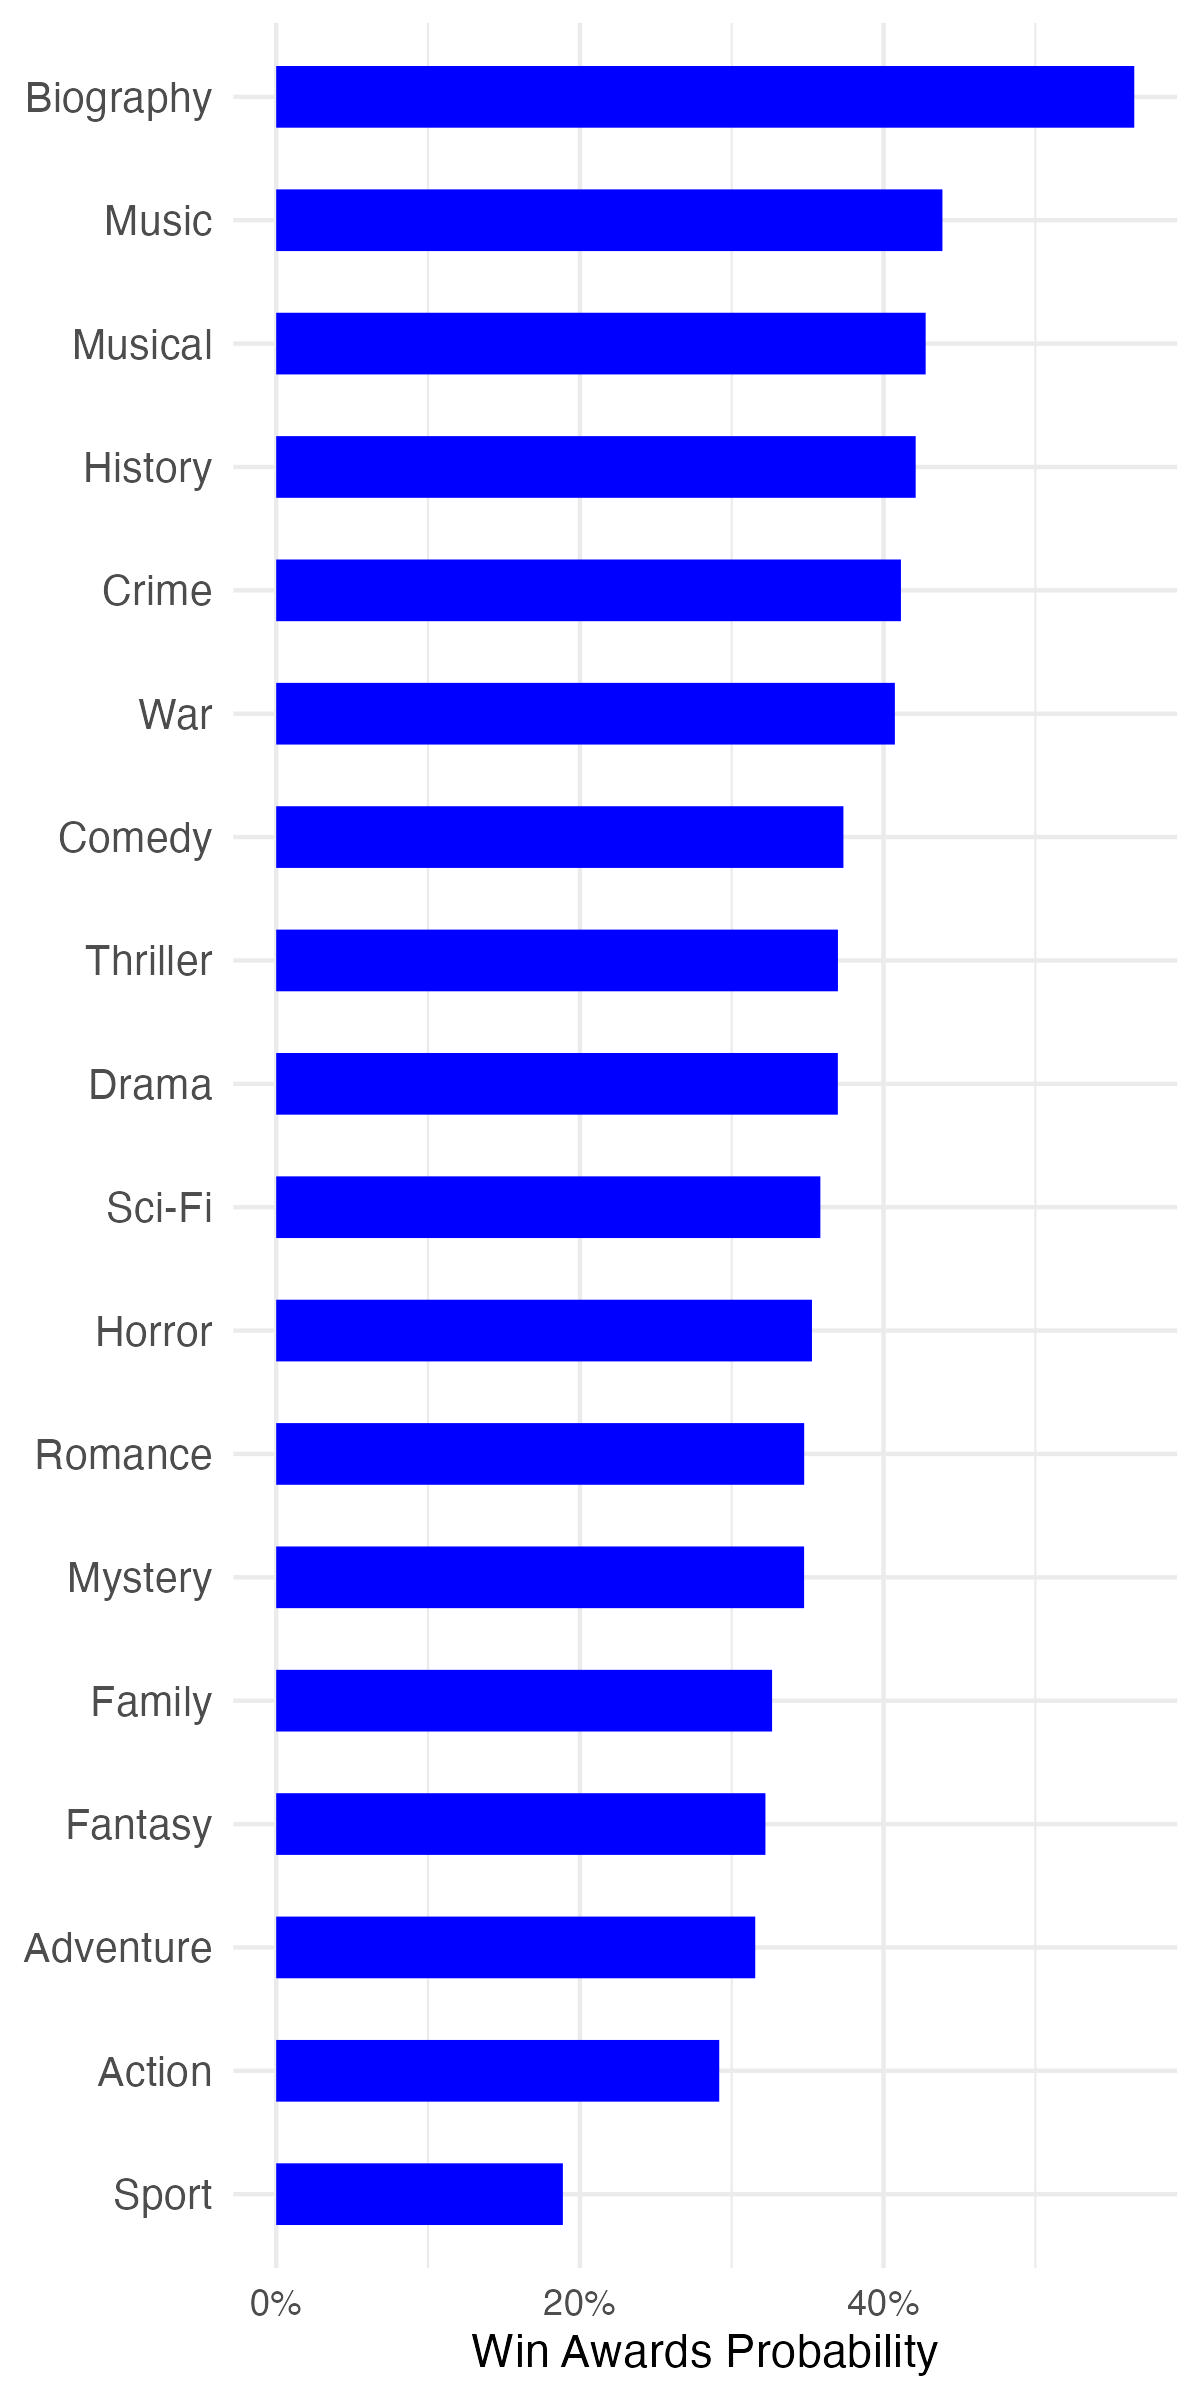 Biography
Music
Musical
History
Crime
War
Comedy
Thriller
Drama
Sci-Fi
Horror
Romance
Mystery
Family
Fantasy
Adventure
Action
Sport
0% 20% 40%
Win Awards Probability